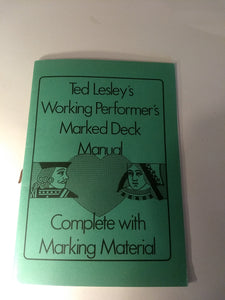 Ted Lesley's
Working Performer's
Marked Deck
Manual
Complete with
Marking Material